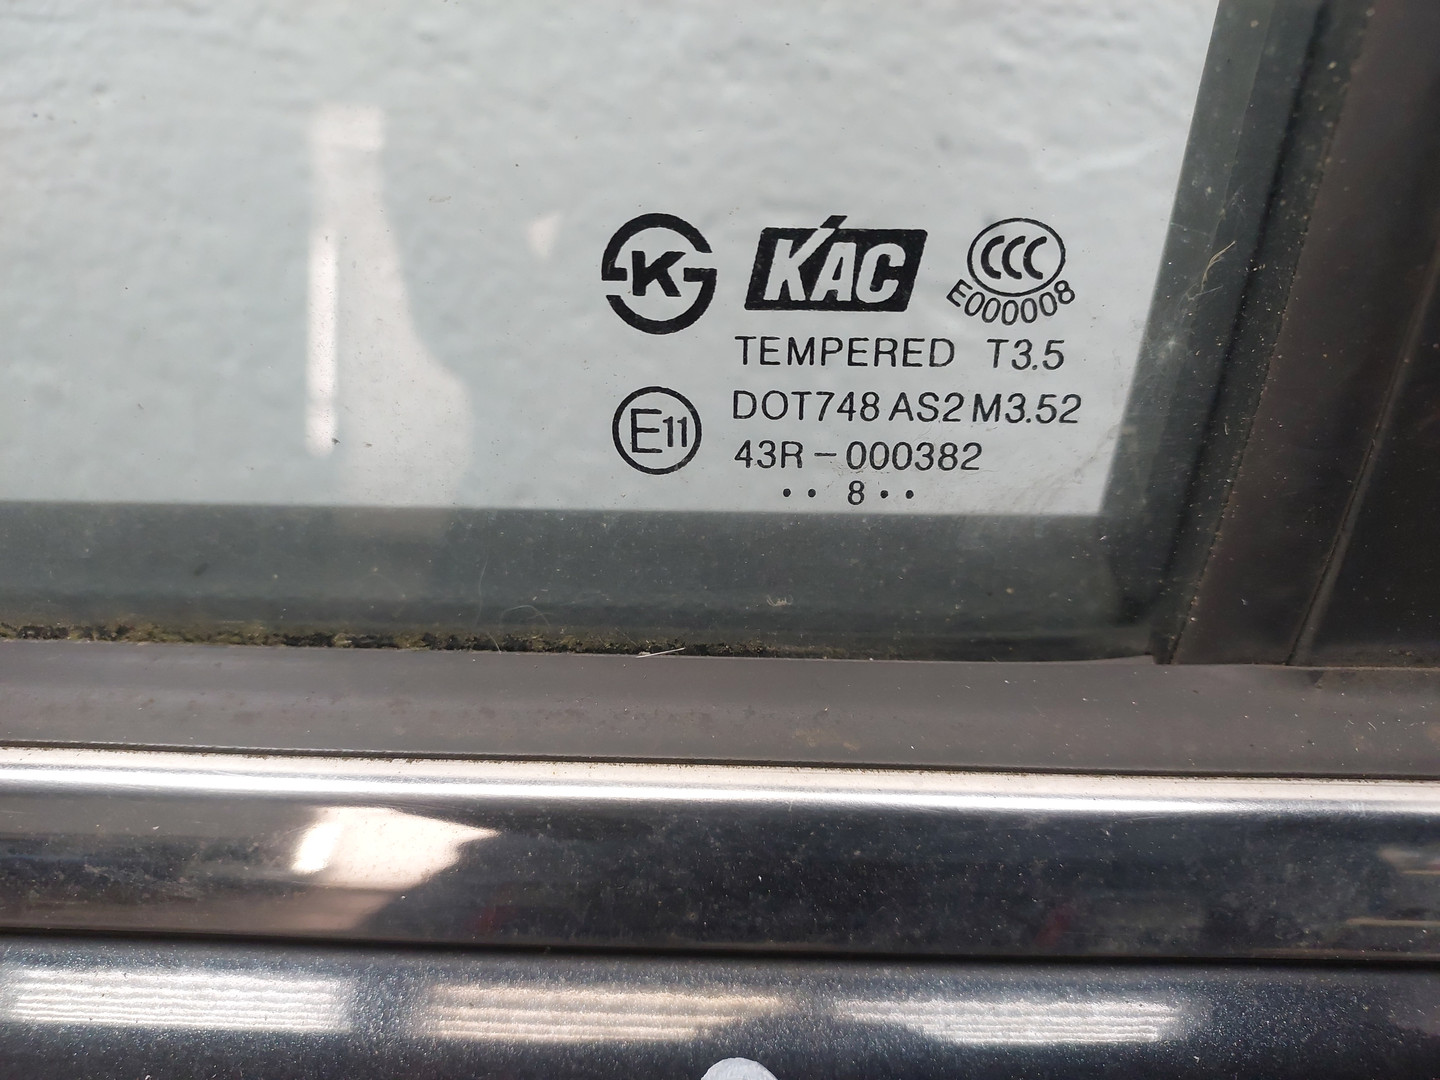 K KAC CCC
E000008
TEMPERED T3.5
E11 DOT748 AS2 M3.52
43R-000382
•• 8 ••